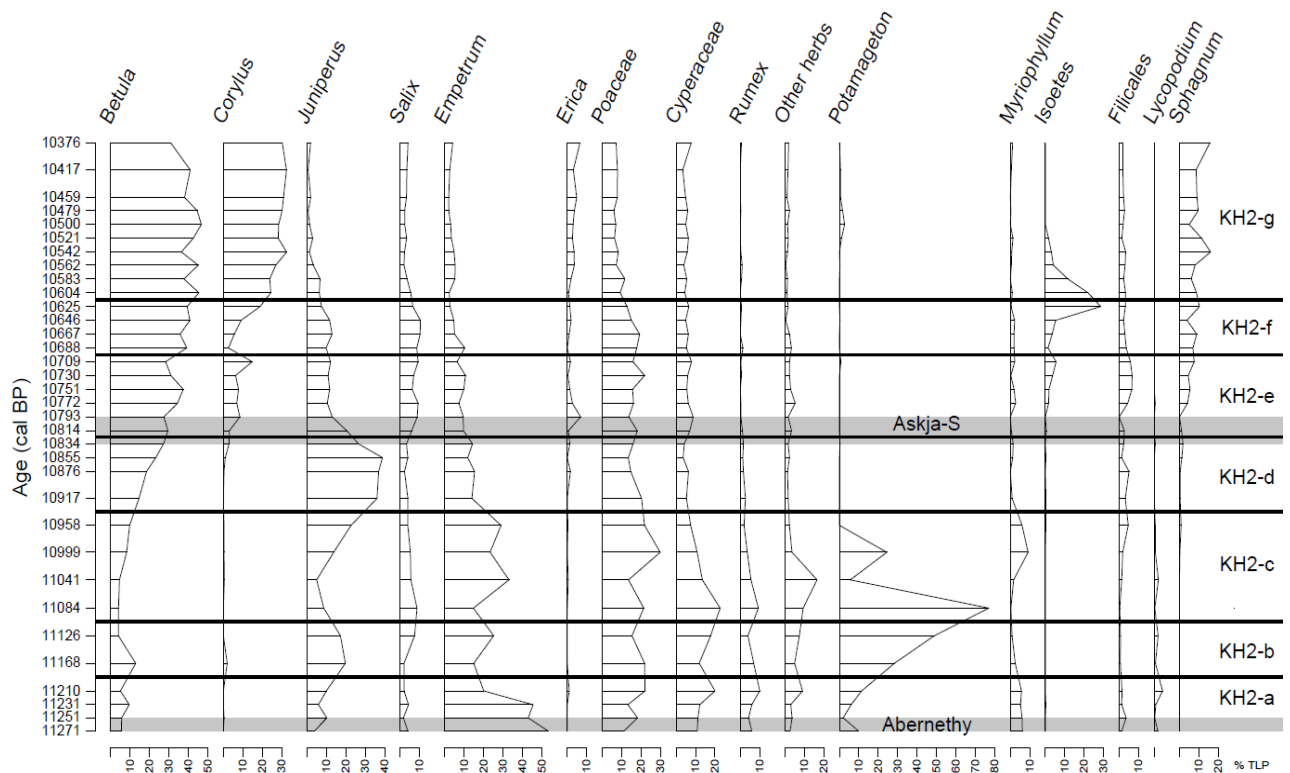 Betula Corylus Juniperus Salix Empetrum Erica Poaceae Cyperaceae Rumex Other herbs Potamageton Myriophyllum Isoetes Filicales Lycopodium Sphagnum
Age (cal BP)
10376
10417
10459
10479
10500 KH2-g
10521
10542
10562
10583
10604
10625
10646
10667 KH2-f
10688
10709
10730
10751
10772 KH2-e
10793
10814 Askja-S
10834
10855
10876 KH2-d
10917
10958
10999
11041 KH2-c
11084
11126
11168 KH2-b
11210
11231 KH2-a
11251
11271 Abernethy
10 20 30 40 50 10 20 30 10 20 30 40 10 10 20 30 40 50 10 10 20 30 10 20 10 10 20 10 20 30 40 50 60 70 80 10 10 20 30 10 10 20 % TLP